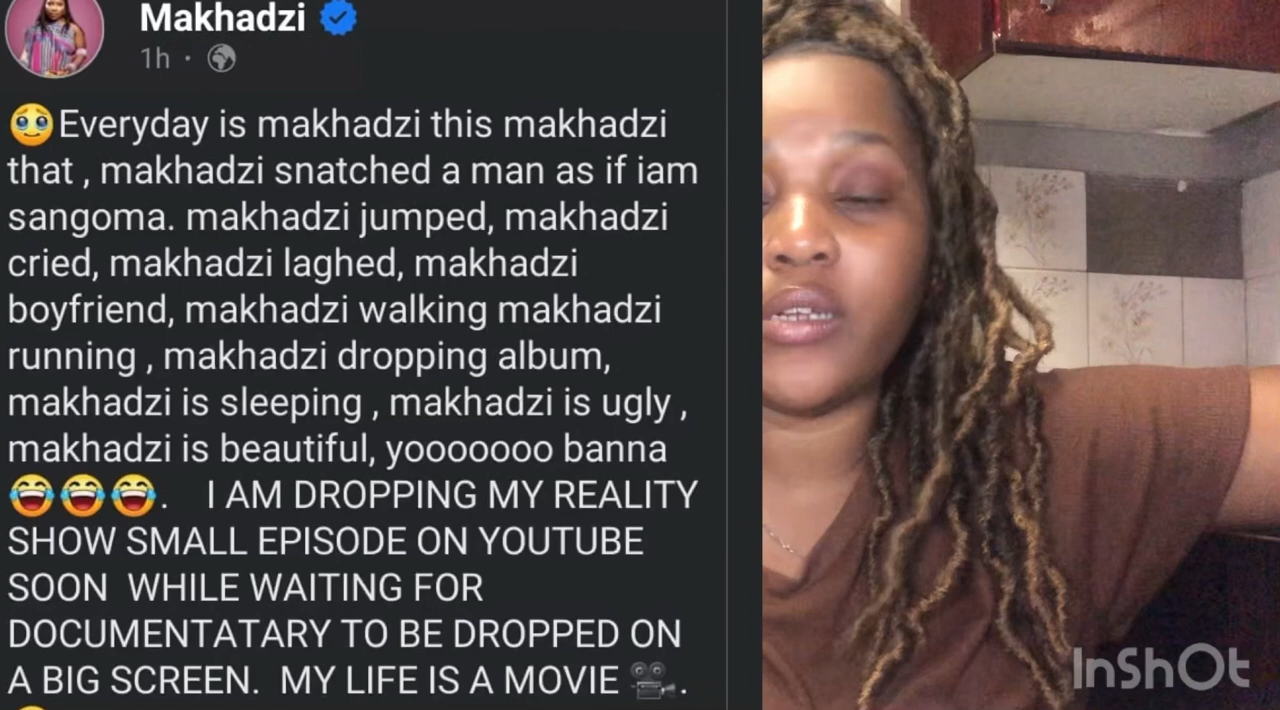 Makhadzi
1h ·
🥹Everyday is makhadzi this makhadzi
that , makhadzi snatched a man as if iam
sangoma. makhadzi jumped, makhadzi
cried, makhadzi laghed, makhadzi
boyfriend, makhadzi walking makhadzi
running , makhadzi dropping album,
makhadzi is sleeping , makhadzi is ugly ,
makhadzi is beautiful, yooooooo banna
😂😂😂. I AM DROPPING MY REALITY
SHOW SMALL EPISODE ON YOUTUBE
SOON WHILE WAITING FOR
DOCUMENTATARY TO BE DROPPED ON
A BIG SCREEN. MY LIFE IS A MOVIE 🎥.
InShOt